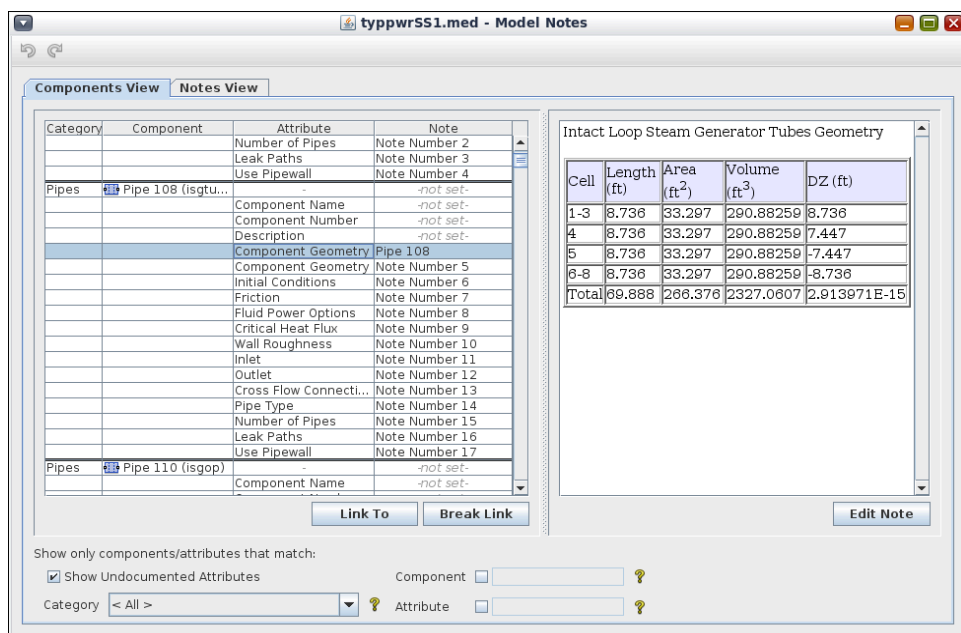 typpwrSS1.med - Model Notes
Components View Notes View
Category Component Attribute Note
Number of Pipes Note Number 2
Leak Paths Note Number 3
Use Pipewall Note Number 4
Pipes Pipe 108 (isgtu... - -not set-
Component Name -not set-
Component Number -not set-
Description -not set-
Component Geometry Pipe 108
Component Geometry Note Number 5
Initial Conditions Note Number 6
Friction Note Number 7
Fluid Power Options Note Number 8
Critical Heat Flux Note Number 9
Wall Roughness Note Number 10
Inlet Note Number 11
Outlet Note Number 12
Cross Flow Connecti... Note Number 13
Pipe Type Note Number 14
Number of Pipes Note Number 15
Leak Paths Note Number 16
Use Pipewall Note Number 17
Pipes Pipe 110 (isgop) - -not set-
Component Name -not set-
Link To Break Link
Intact Loop Steam Generator Tubes Geometry
Cell Length (ft) Area (ft²) Volume (ft³) DZ (ft)
1-3 8.736 33.297 290.88259 8.736
4 8.736 33.297 290.88259 7.447
5 8.736 33.297 290.88259 -7.447
6-8 8.736 33.297 290.88259 -8.736
Total 69.888 266.376 2327.0607 2.913971E-15
Edit Note
Show only components/attributes that match:
Show Undocumented Attributes Component ?
Category < All > ? Attribute ?